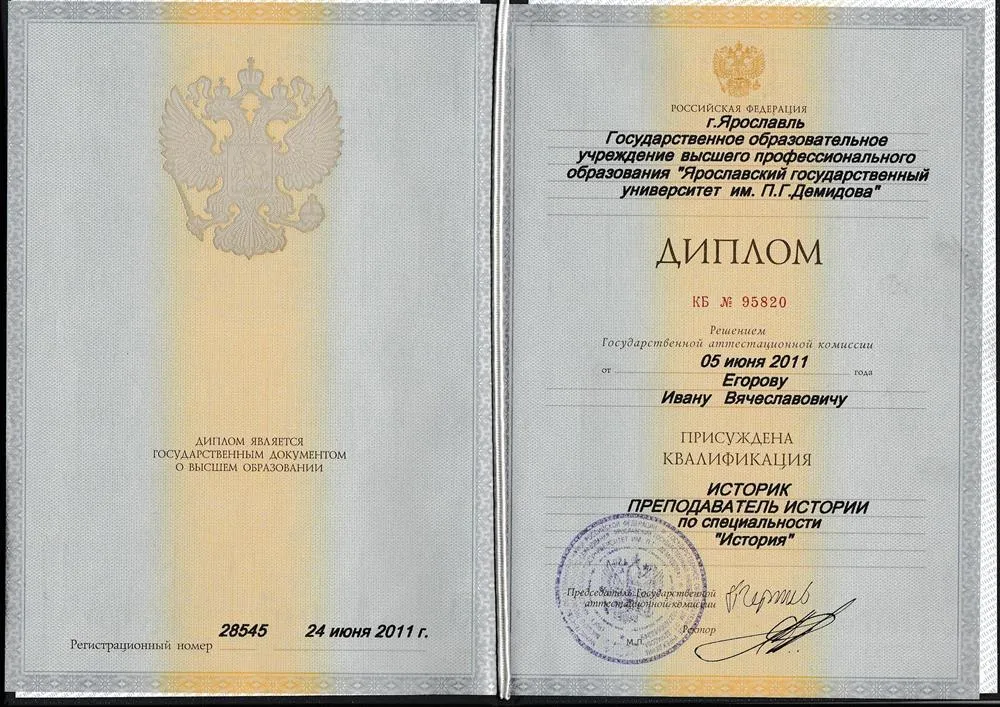 ДИПЛОМ ЯВЛЯЕТСЯ
ГОСУДАРСТВЕННЫМ ДОКУМЕНТОМ
О ВЫСШЕМ ОБРАЗОВАНИИ
Регистрационный номер 28545 24 июня 2011 г.
РОССИЙСКАЯ ФЕДЕРАЦИЯ
г.Ярославль
Государственное образовательное
учреждение высшего профессионального
образования "Ярославский государственный
университет им. П.Г.Демидова"
ДИПЛОМ
КБ № 95820
Решением
Государственной аттестационной комиссии
от 05 июня 2011 года
Егорову
Ивану Вячеславовичу
ПРИСУЖДЕНА
КВАЛИФИКАЦИЯ
ИСТОРИК
ПРЕПОДАВАТЕЛЬ ИСТОРИИ
по специальности
"История"
Председатель Государственной
аттестационной комиссии
Ректор
М.П.